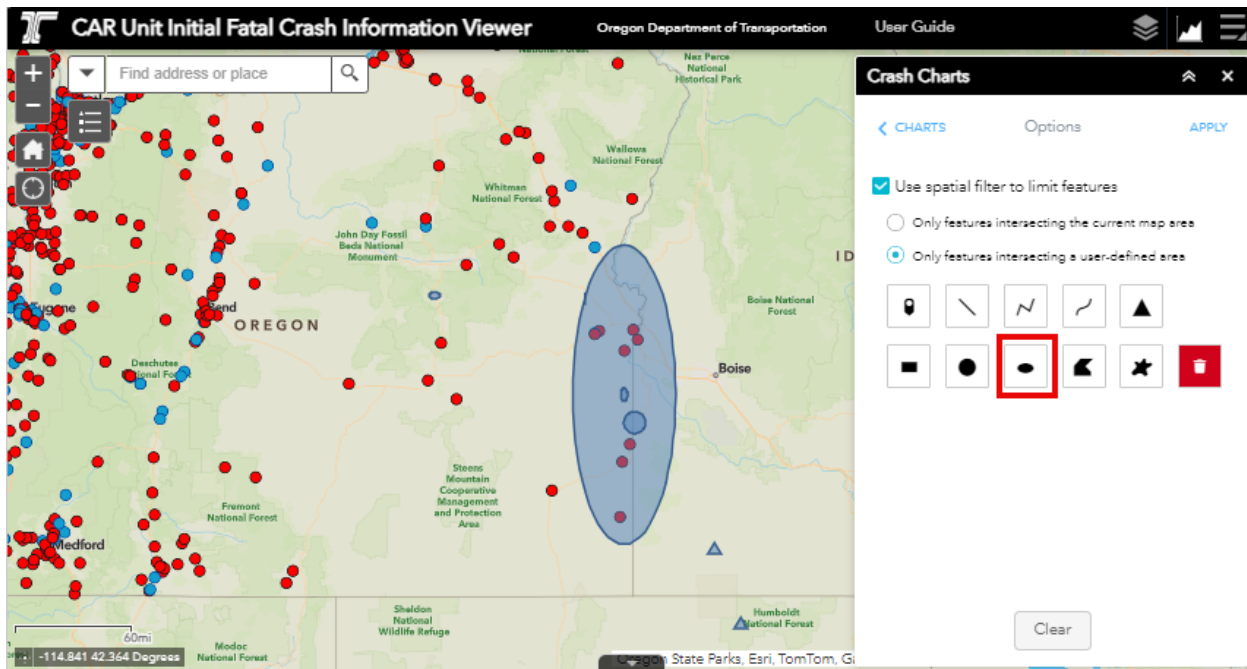 CAR Unit Initial Fatal Crash Information Viewer
Oregon Department of Transportation
User Guide
Find address or place
National Forest
Nez Perce
National
Historical Park
Wallowa
National Forest
Whitman
National Forest
John Day Fossil
Beds National
Monument
ID
Eugene
Bend
OREGON
Boise National
Forest
Deschutes
National Forest
Boise
Steens
Mountain
Cooperative
Management
and Protection
Area
Fremont
National Forest
Medford
Sheldon
National
Wildlife Refuge
Humboldt
National Forest
Modoc
National Forest
60mi
-114.841 42.364 Degrees
Oregon State Parks, Esri, TomTom, Ga
Crash Charts
CHARTS
Options
APPLY
Use spatial filter to limit features
Only features intersecting the current map area
Only features intersecting a user-defined area
Clear